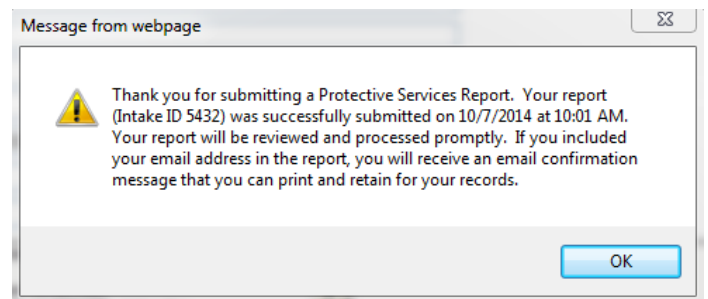 Message from webpage
Thank you for submitting a Protective Services Report.  Your report
(Intake ID 5432) was successfully submitted on 10/7/2014 at 10:01 AM.
Your report will be reviewed and processed promptly.  If you included
your email address in the report, you will receive an email confirmation
message that you can print and retain for your records.
OK